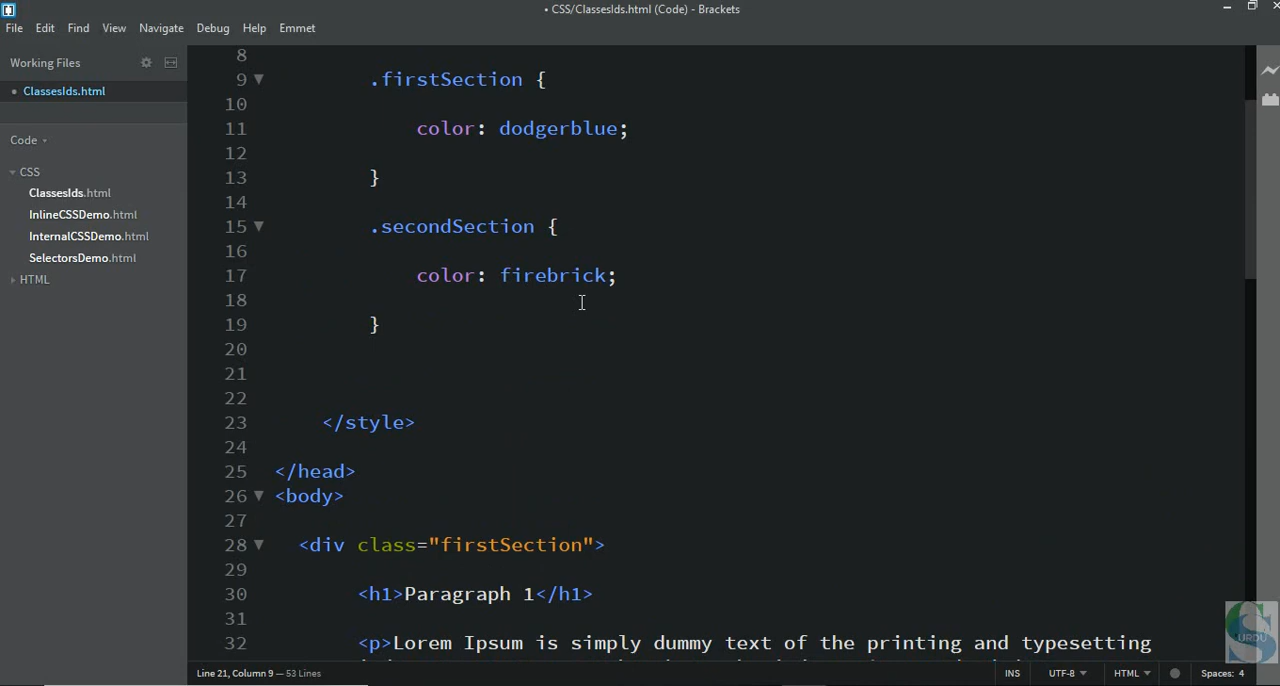 • CSS/ClassesIds.html (Code) - Brackets
File Edit Find View Navigate Debug Help Emmet
Working Files
• ClassesIds.html
Code
CSS
ClassesIds.html
InlineCSSDemo.html
InternalCSSDemo.html
SelectorsDemo.html
HTML
8
9 .firstSection {
10
11 color: dodgerblue;
12
13 }
14
15 .secondSection {
16
17 color: firebrick;
18
19 }
20
21
22
23 </style>
24
25 </head>
26 <body>
27
28 <div class="firstSection">
29
30 <h1>Paragraph 1</h1>
31
32 <p>Lorem Ipsum is simply dummy text of the printing and typesetting
URDU
Line 21, Column 9 — 53 Lines INS UTF-8 HTML Spaces: 4